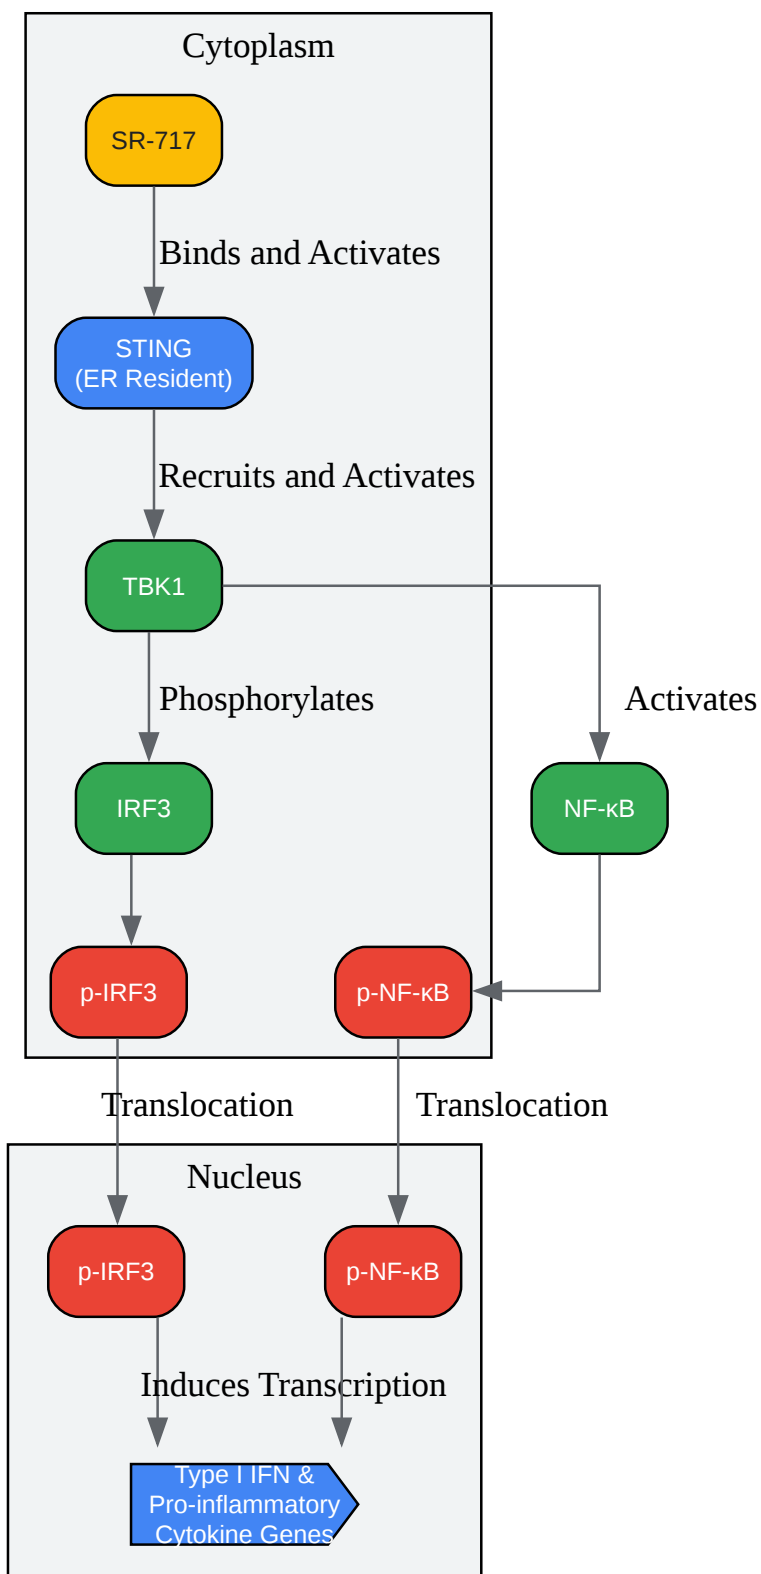 Cytoplasm
SR-717
Binds and Activates
STING
(ER Resident)
Recruits and Activates
TBK1
Phosphorylates
Activates
IRF3
NF-κB
p-IRF3
p-NF-κB
Translocation
Translocation
Nucleus
p-IRF3
p-NF-κB
Induces Transcription
Type I IFN &
Pro-inflammatory
Cytokine Genes